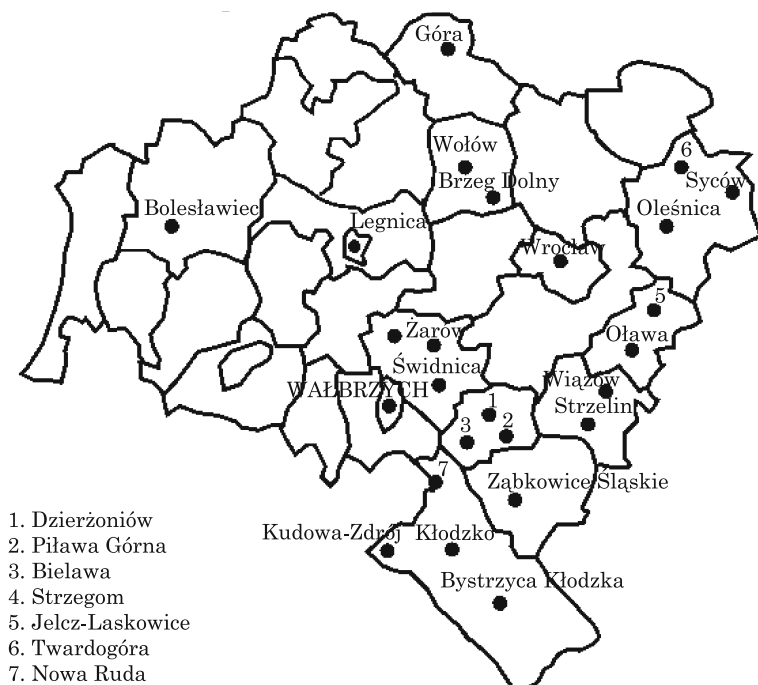 Góra
Wołów
Brzeg Dolny
6
Syców
Oleśnica
Bolesławiec
Legnica
Wrocław
5
Oława
Żarów
Świdnica
WAŁBRZYCH
Wiązów
Strzelin
1
2
3
7
Ząbkowice Śląskie
Kudowa-Zdrój
Kłodzko
Bystrzyca Kłodzka
1. Dzierżoniów
2. Piława Górna
3. Bielawa
4. Strzegom
5. Jelcz-Laskowice
6. Twardogóra
7. Nowa Ruda